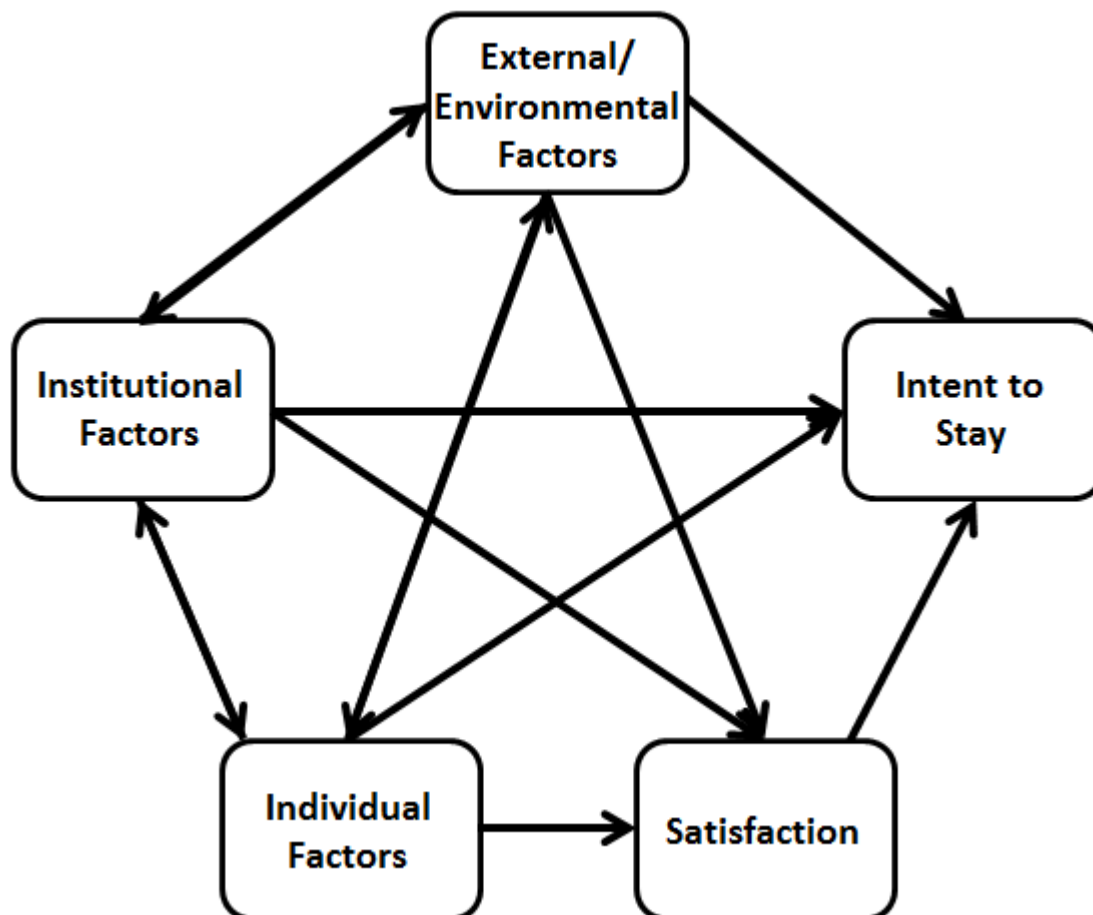 External/
Environmental
Factors
Institutional
Factors
Intent to
Stay
Individual
Factors
Satisfaction